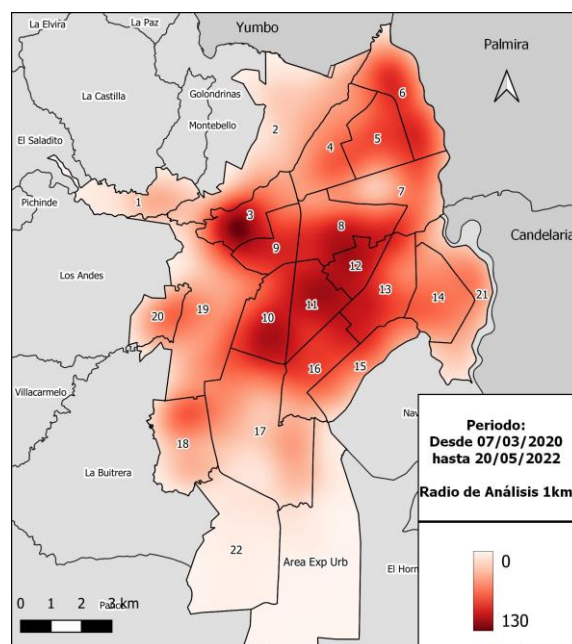 La Elvira
La Paz
Yumbo
Palmira
La Castilla
Golondrinas
Montebello
6
2
4
5
El Saladito
7
1
Pichinde
3
8
Candelaria
9
12
Los Andes
11
13
14
21
19
20
10
16
15
Villacarmelo
17
18
La Buitrera
22
Area Exp Urb
El Horn
0 1 2 3 km
Periodo:
Desde 07/03/2020
hasta 20/05/2022
Radio de Análisis 1km
0
130